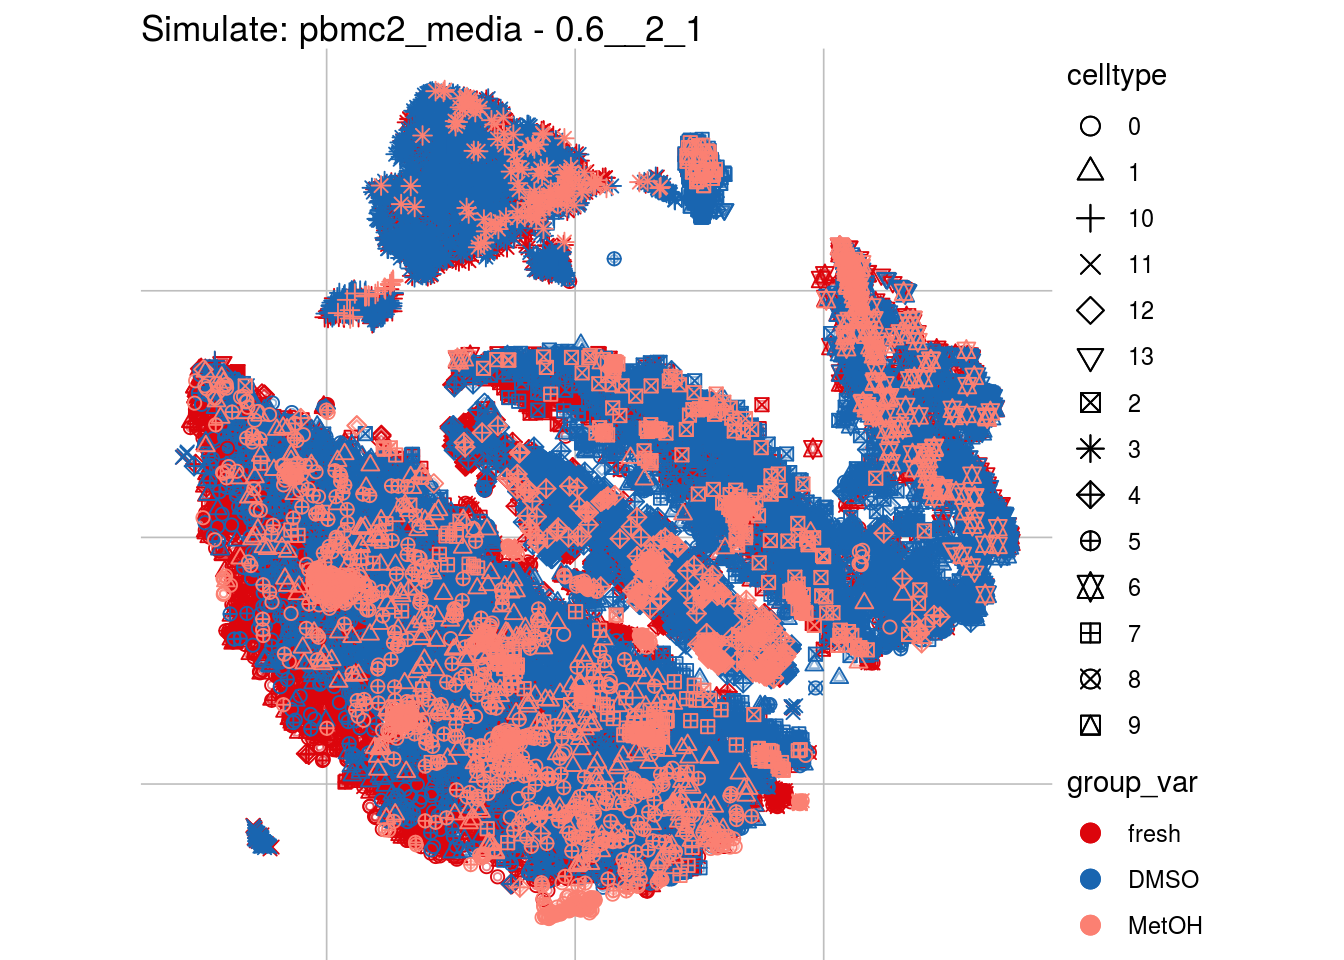 Simulate: pbmc2_media - 0.6__2_1
celltype
0
1
10
11
12
13
2
3
4
5
6
7
8
9
group_var
fresh
DMSO
MetOH